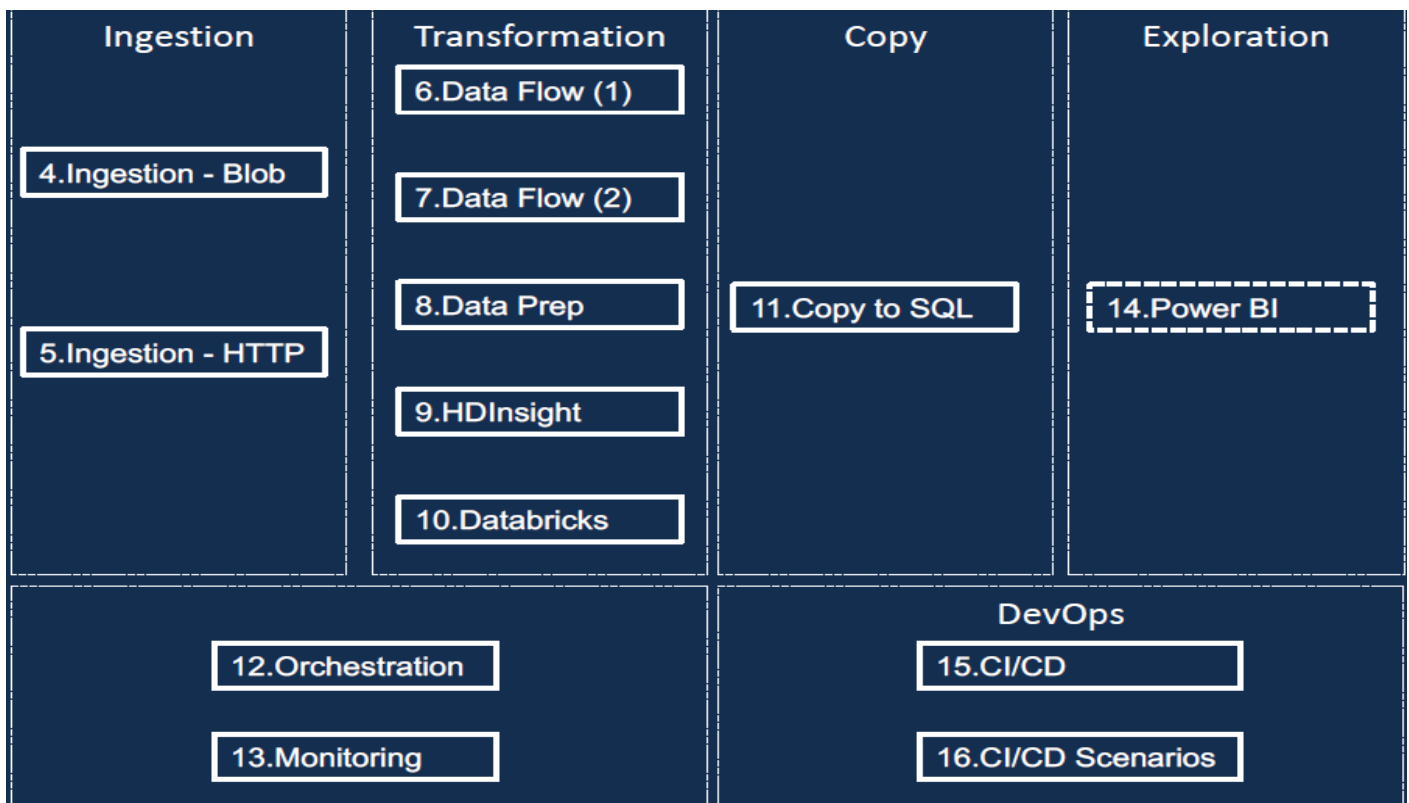 Ingestion
4.Ingestion - Blob
5.Ingestion - HTTP
Transformation
6.Data Flow (1)
7.Data Flow (2)
8.Data Prep
9.HDInsight
10.Databricks
Copy
11.Copy to SQL
Exploration
14.Power BI
12.Orchestration
13.Monitoring
DevOps
15.CI/CD
16.CI/CD Scenarios